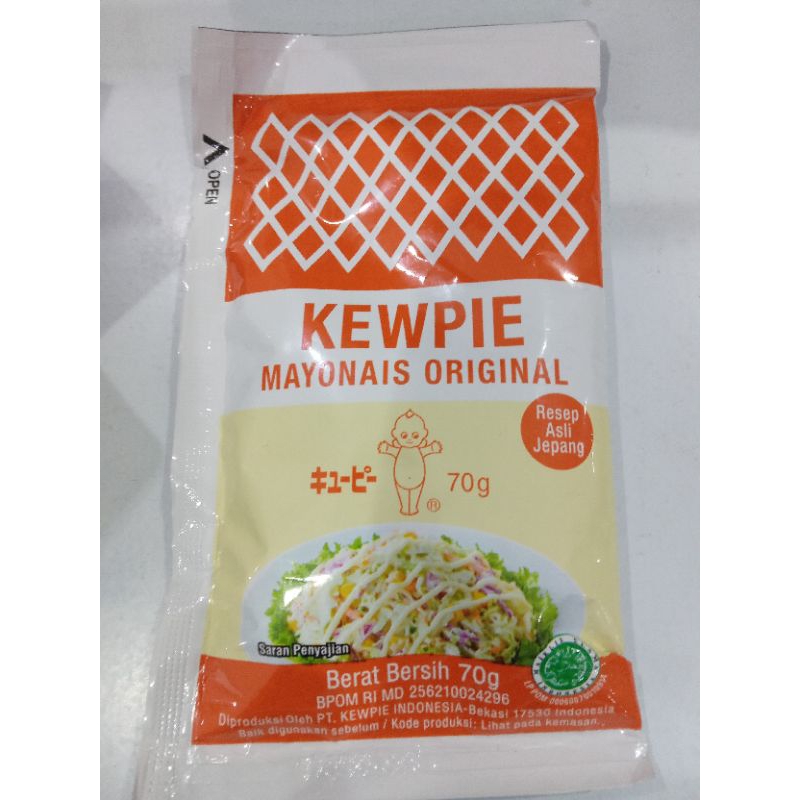 OPEN
KEWPIE
MAYONAIS ORIGINAL
Resep
Asli
Jepang
キユーピー
®
70g
Saran Penyajian
Berat Bersih 70g
BPOM RI MD 256210024296
Diproduksi Oleh PT. KEWPIE INDONESIA-Bekasi 17530 Indonesia
Baik digunakan sebelum / Kode produksi: Lihat pada kemasan.